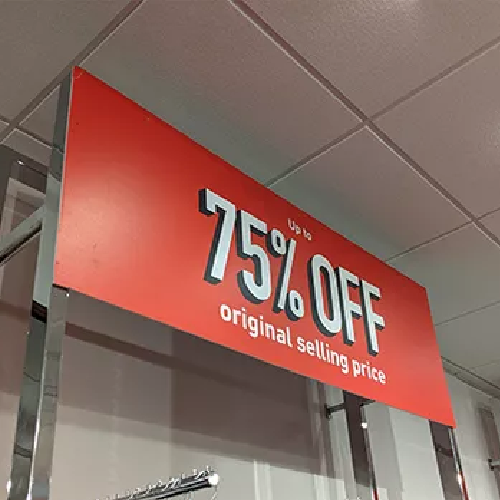 Up to
75% OFF
original selling price